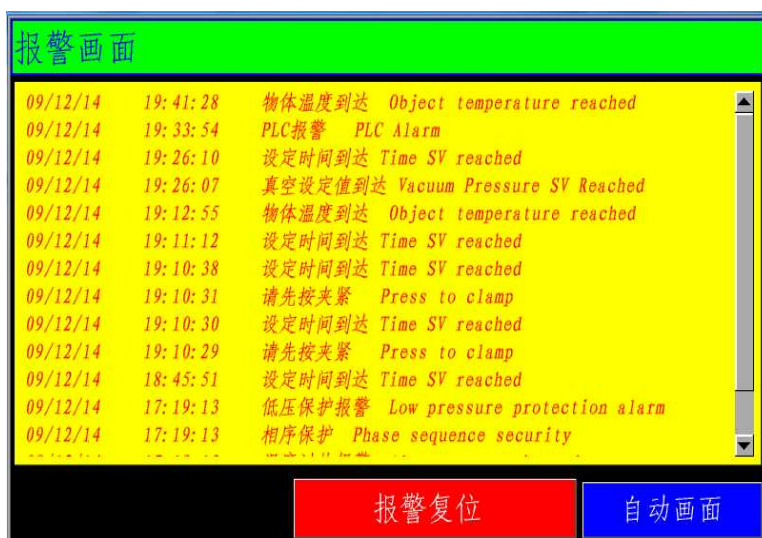 报警画面
09/12/14 19:41:28 物体温度到达 Object temperature reached
09/12/14 19:33:54 PLC报警 PLC Alarm
09/12/14 19:26:10 设定时间到达 Time SV reached
09/12/14 19:26:07 真空设定值到达 Vacuum Pressure SV Reached
09/12/14 19:12:55 物体温度到达 Object temperature reached
09/12/14 19:11:12 设定时间到达 Time SV reached
09/12/14 19:10:38 设定时间到达 Time SV reached
09/12/14 19:10:31 请先按夹紧 Press to clamp
09/12/14 19:10:30 设定时间到达 Time SV reached
09/12/14 19:10:29 请先按夹紧 Press to clamp
09/12/14 18:45:51 设定时间到达 Time SV reached
09/12/14 17:19:13 低压保护报警 Low pressure protection alarm
09/12/14 17:19:13 相序保护 Phase sequence security
报警复位 自动画面